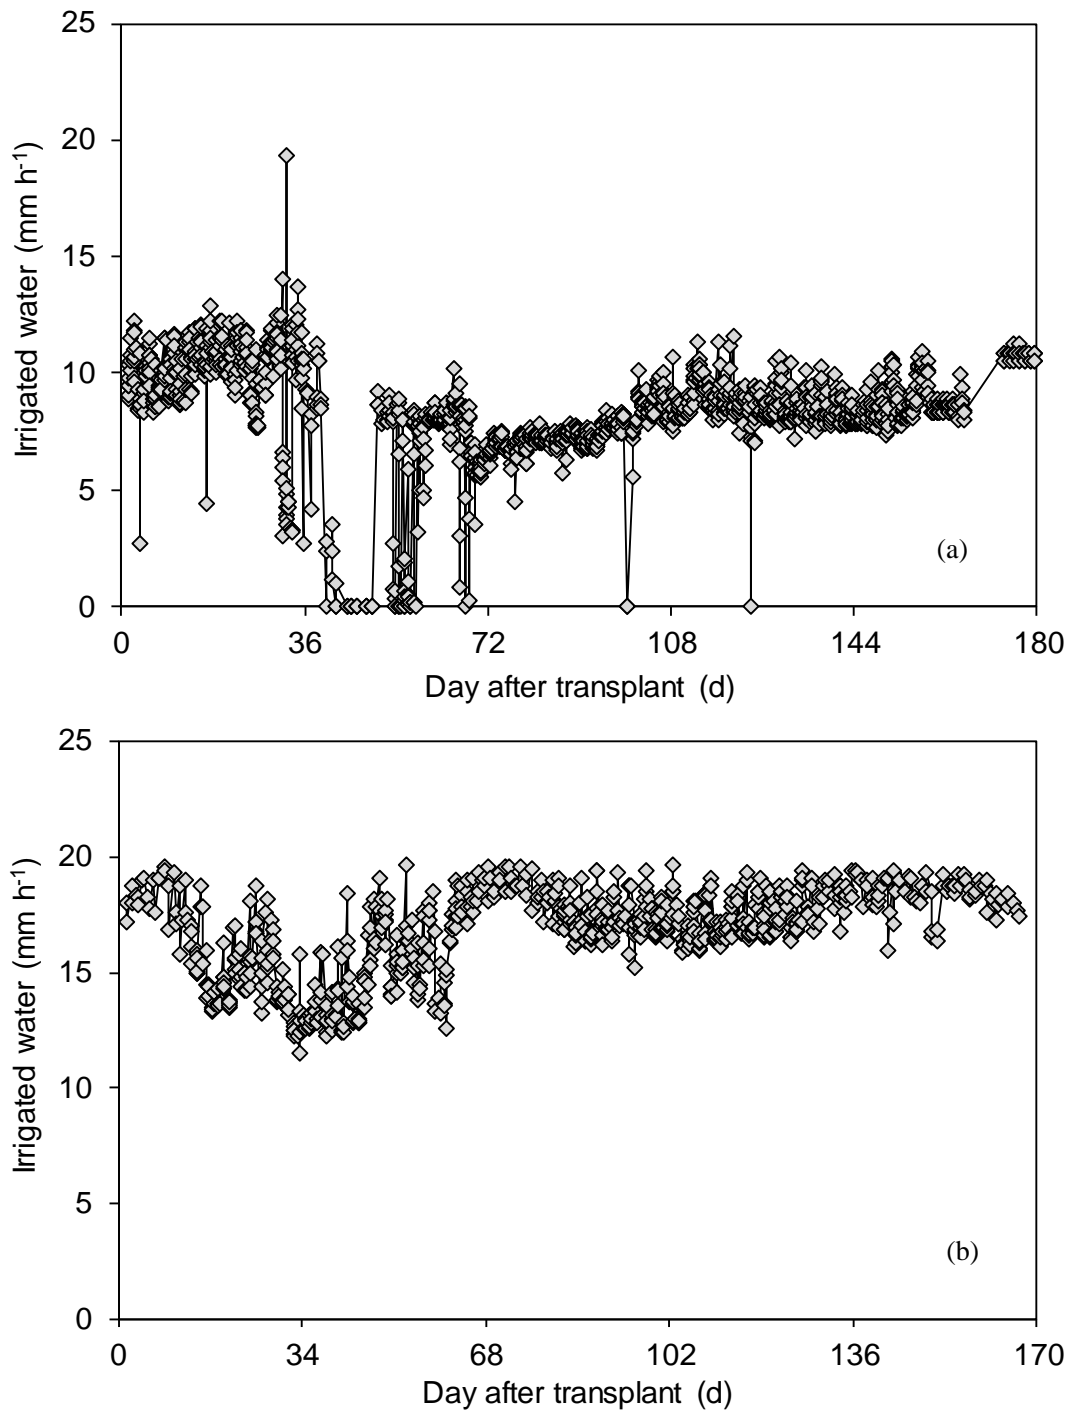 25
20
15
10
5
0
Irrigated water (mm h-1)
(a)
0 36 72 108 144 180
Day after transplant (d)
25
20
15
10
5
0
Irrigated water (mm h-1)
(b)
0 34 68 102 136 170
Day after transplant (d)